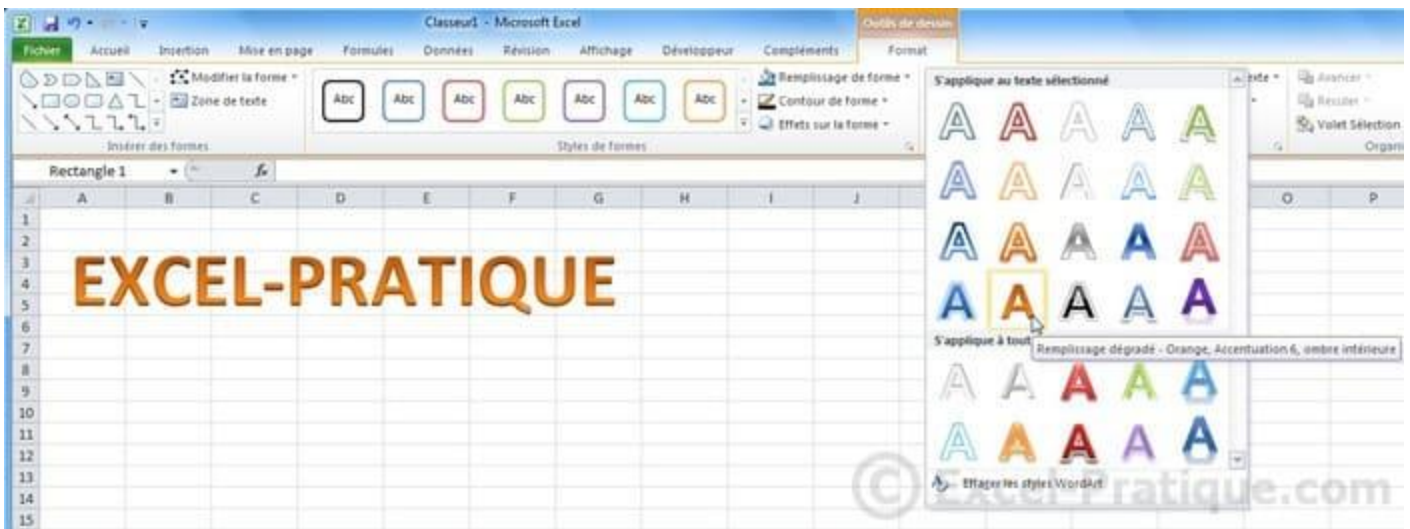 Classeur1 - Microsoft Excel
Outils de dessin
Fichier Accueil Insertion Mise en page Formules Données Révision Affichage Développeur Compléments Format
Modifier la forme
Zone de texte
Insérer des formes
Abc Abc Abc Abc Abc Abc Abc
Styles de formes
Remplissage de forme
Contour de forme
Effets sur la forme
S'applique au texte sélectionné
A A A A A
A A A A A
A A A A A
A A A A A
Avancer
Reculer
Volet Sélection
Rectangle 1 fx
A B C D E F G H I J O P
1
2
3
4
5
6
7
8
9
10
11
12
13
14
15
EXCEL-PRATIQUE
S'applique à tout
Remplissage dégradé - Orange, Accentuation 6, ombre intérieure
A A A A A
A A A A A
Effacer les styles WordArt
© Excel-Pratique.com